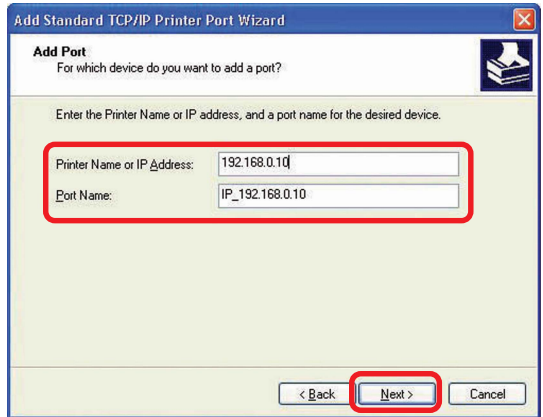 Add Standard TCP/IP Printer Port Wizard
Add Port
For which device do you want to add a port?
Enter the Printer Name or IP address, and a port name for the desired device.
Printer Name or IP Address: 192.168.0.10
Port Name: IP_192.168.0.10
< Back Next > Cancel